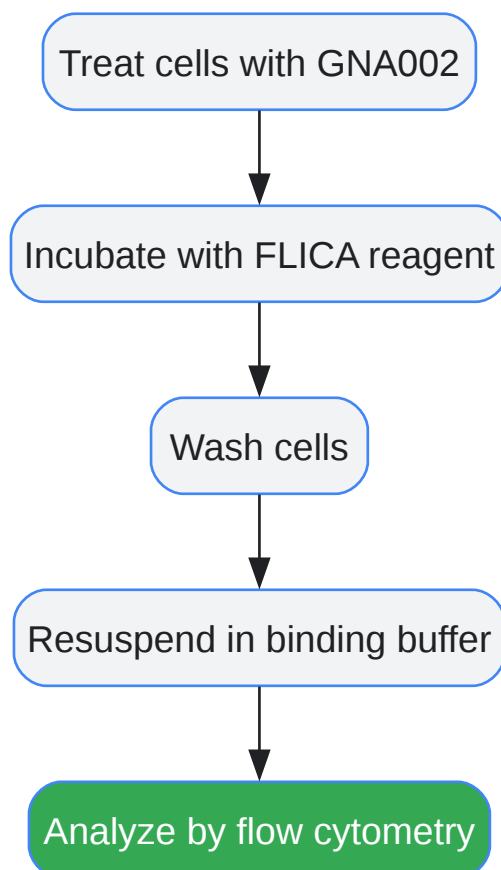 Treat cells with GNA002
Incubate with FLICA reagent
Wash cells
Resuspend in binding buffer
Analyze by flow cytometry